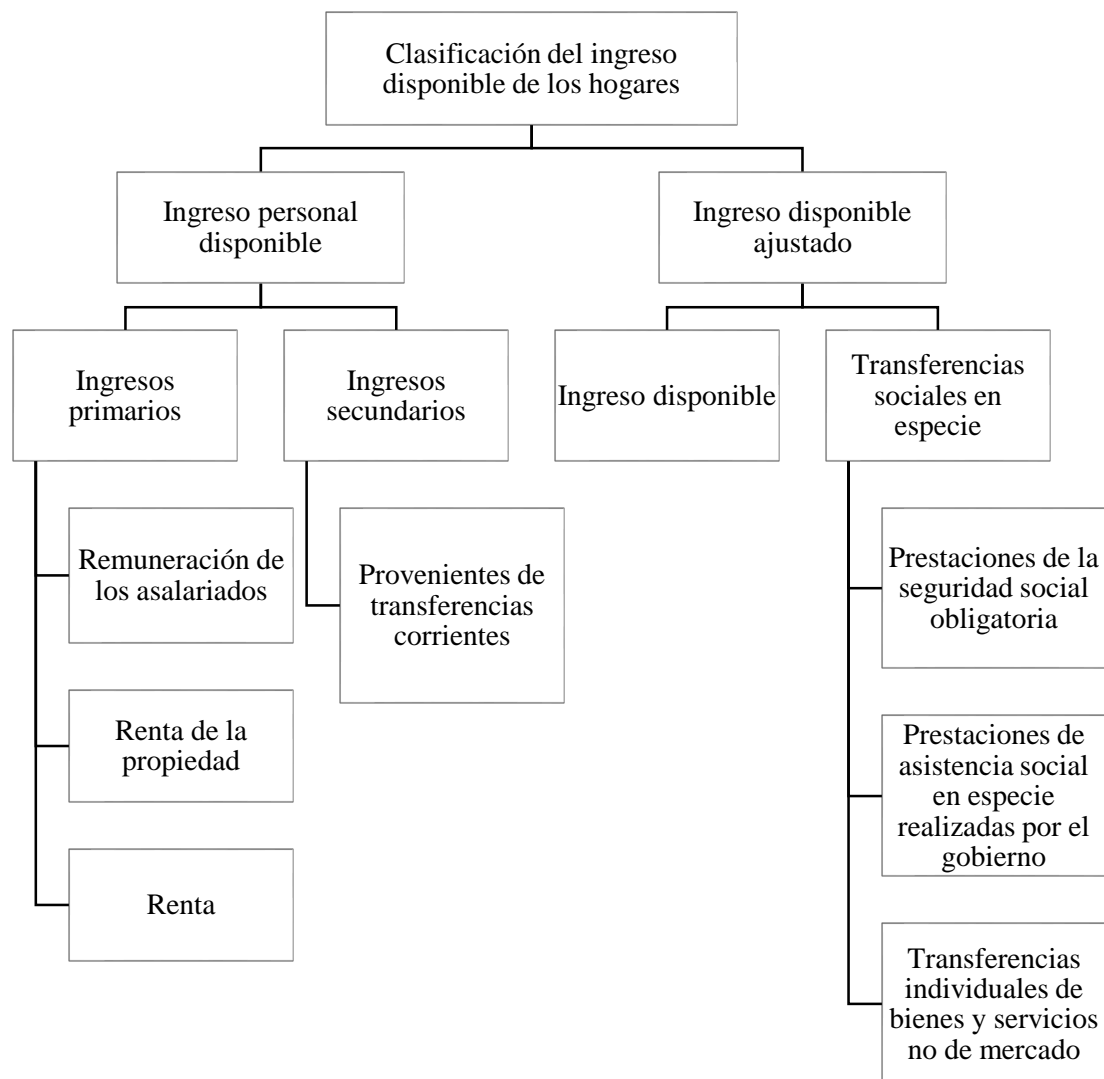 Clasificación del ingreso
disponible de los hogares
Ingreso personal
disponible
Ingreso disponible
ajustado
Ingresos
primarios
Ingresos
secundarios
Ingreso disponible
Transferencias
sociales en
especie
Remuneración de
los asalariados
Provenientes de
transferencias
corrientes
Prestaciones de la
seguridad social
obligatoria
Renta de la
propiedad
Prestaciones de
asistencia social
en especie
realizadas por el
gobierno
Renta
Transferencias
individuales de
bienes y servicios
no de mercado